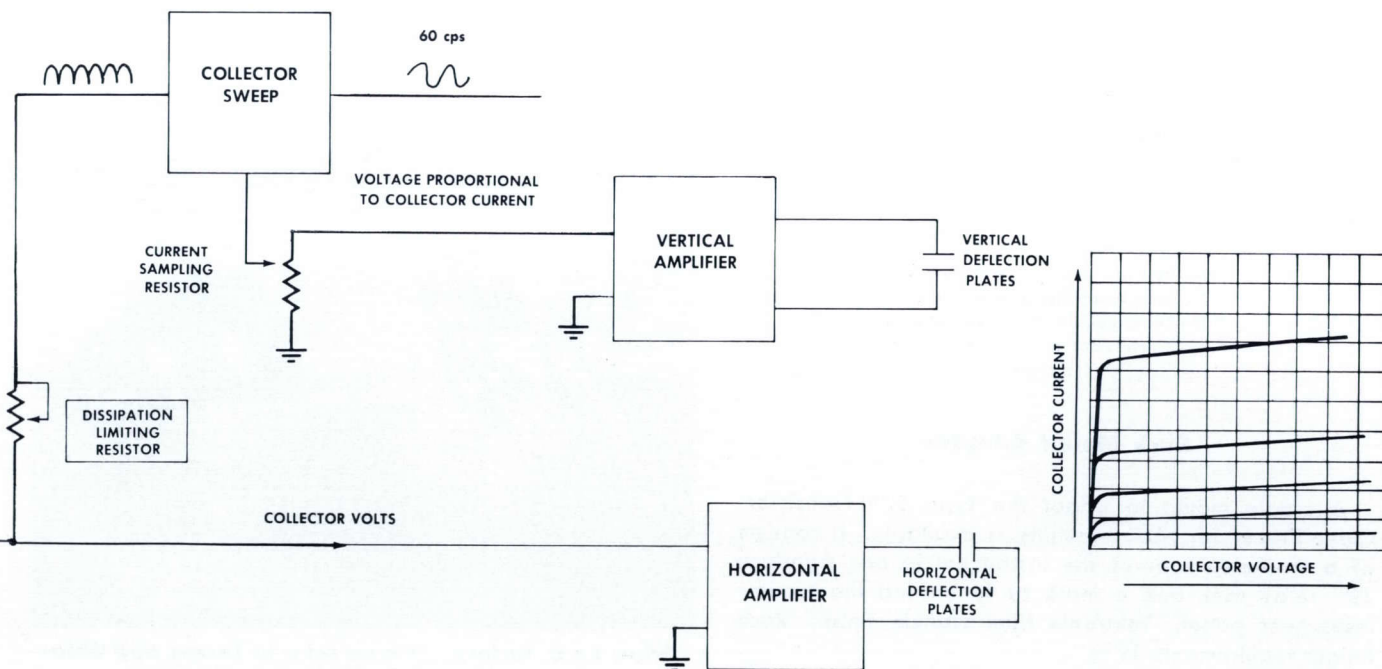 60 cps
COLLECTOR
SWEEP
VOLTAGE PROPORTIONAL
TO COLLECTOR CURRENT
CURRENT
SAMPLING
RESISTOR
VERTICAL
AMPLIFIER
VERTICAL
DEFLECTION
PLATES
DISSIPATION
LIMITING
RESISTOR
COLLECTOR VOLTS
HORIZONTAL
AMPLIFIER
HORIZONTAL
DEFLECTION
PLATES
COLLECTOR CURRENT
COLLECTOR VOLTAGE